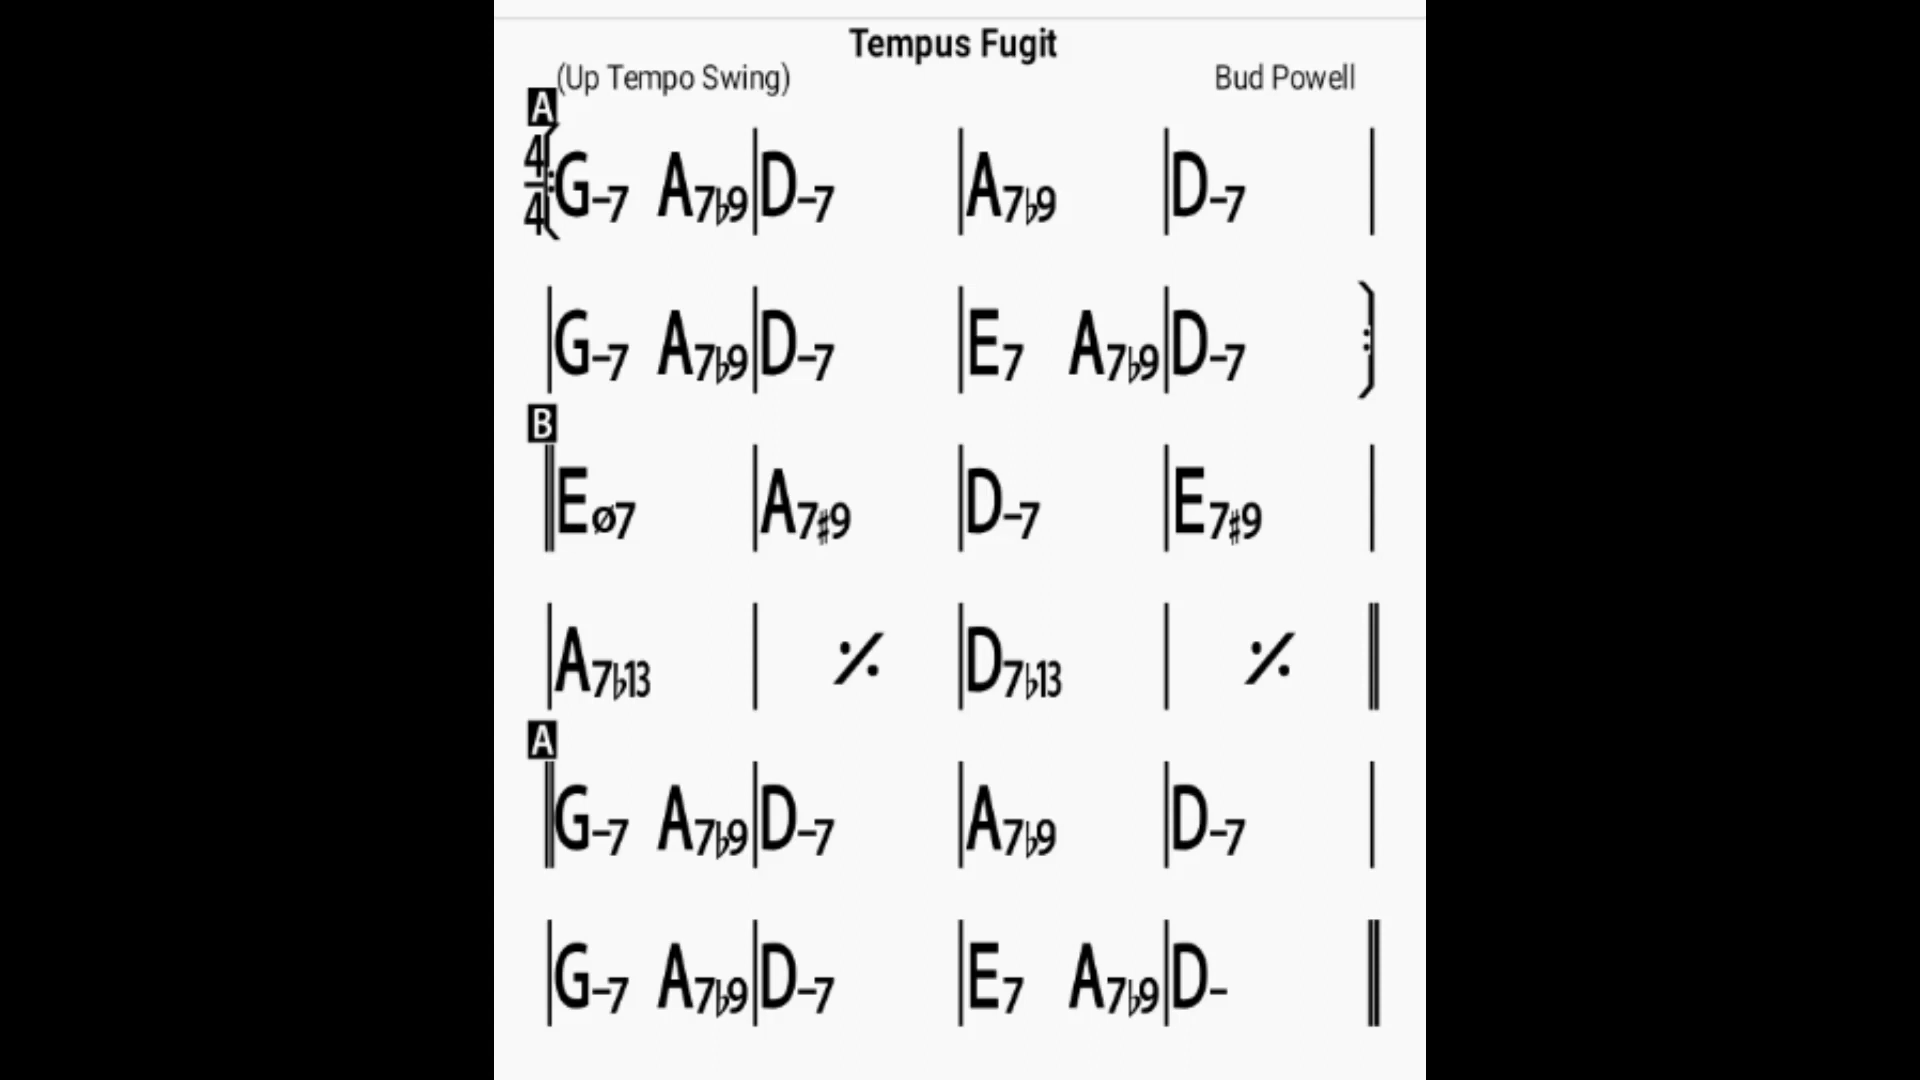 Tempus Fugit
(Up Tempo Swing) Bud Powell
A
4/4 G-7 A7♭9 D-7 A7♭9 D-7
G-7 A7♭9 D-7 E7 A7♭9 D-7
B
Eø7 A7♯9 D-7 E7♯9
A7♭13 𝄎 D7♭13 𝄎
A
G-7 A7♭9 D-7 A7♭9 D-7
G-7 A7♭9 D-7 E7 A7♭9 D-